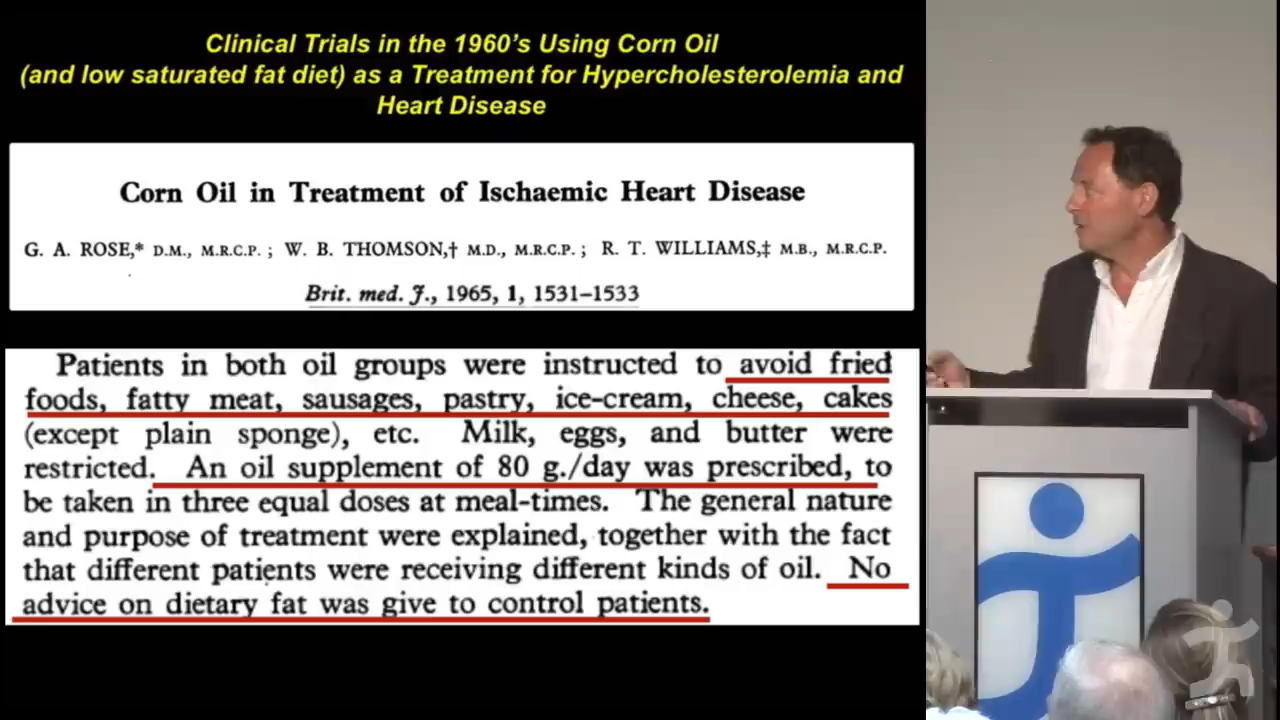 Clinical Trials in the 1960's Using Corn Oil
(and low saturated fat diet) as a Treatment for Hypercholesterolemia and
Heart Disease
Corn Oil in Treatment of Ischaemic Heart Disease
G. A. ROSE,* D.M., M.R.C.P. ; W. B. THOMSON,† M.D., M.R.C.P. ; R. T. WILLIAMS,‡ M.B., M.R.C.P.
Brit. med. J., 1965, 1, 1531–1533
Patients in both oil groups were instructed to avoid fried
foods, fatty meat, sausages, pastry, ice-cream, cheese, cakes
(except plain sponge), etc. Milk, eggs, and butter were
restricted. An oil supplement of 80 g./day was prescribed, to
be taken in three equal doses at meal-times. The general nature
and purpose of treatment were explained, together with the fact
that different patients were receiving different kinds of oil. No
advice on dietary fat was give to control patients.